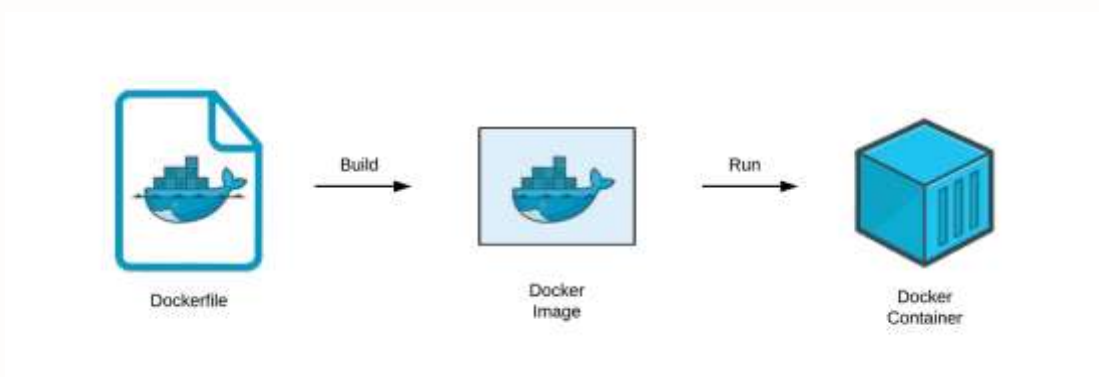 Build
Run
Dockerfile
Docker
Image
Docker
Container